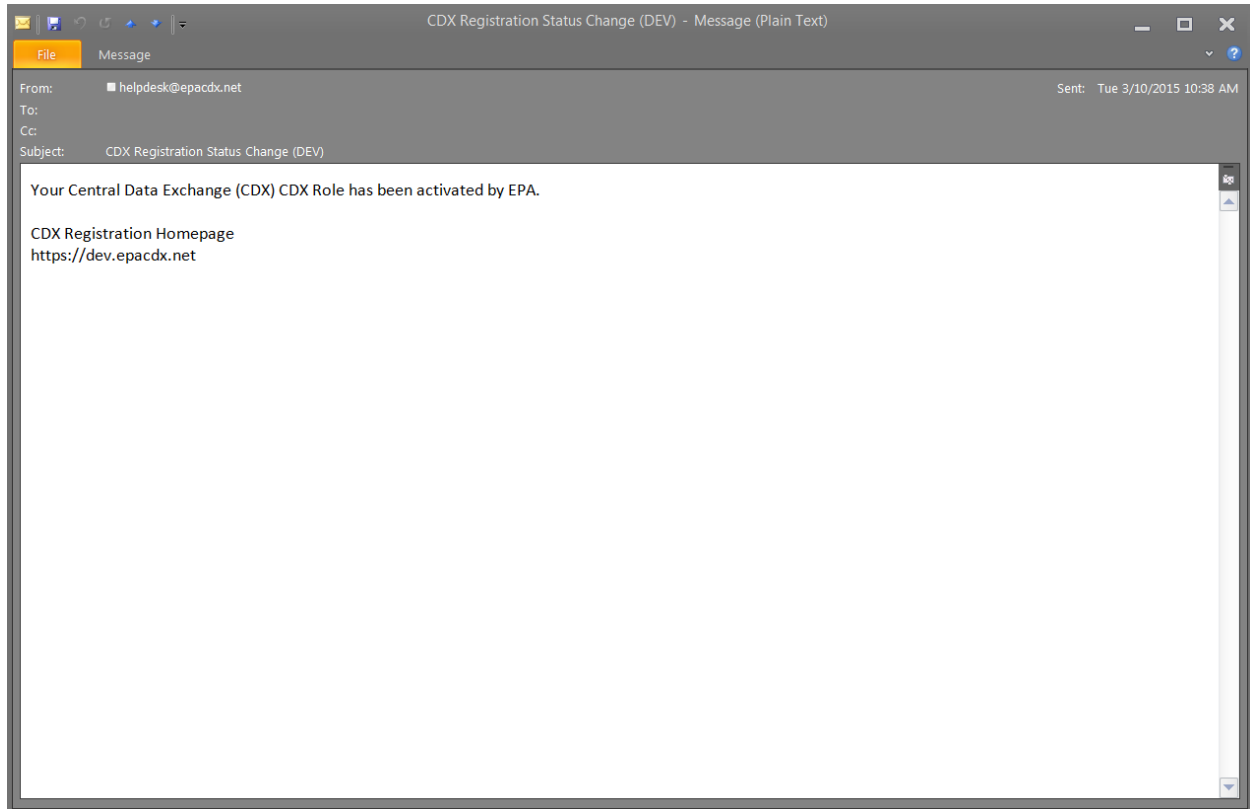 CDX Registration Status Change (DEV) - Message (Plain Text)
File Message
From: helpdesk@epacdx.net Sent: Tue 3/10/2015 10:38 AM
To:
Cc:
Subject: CDX Registration Status Change (DEV)
Your Central Data Exchange (CDX) CDX Role has been activated by EPA.
CDX Registration Homepage
https://dev.epacdx.net